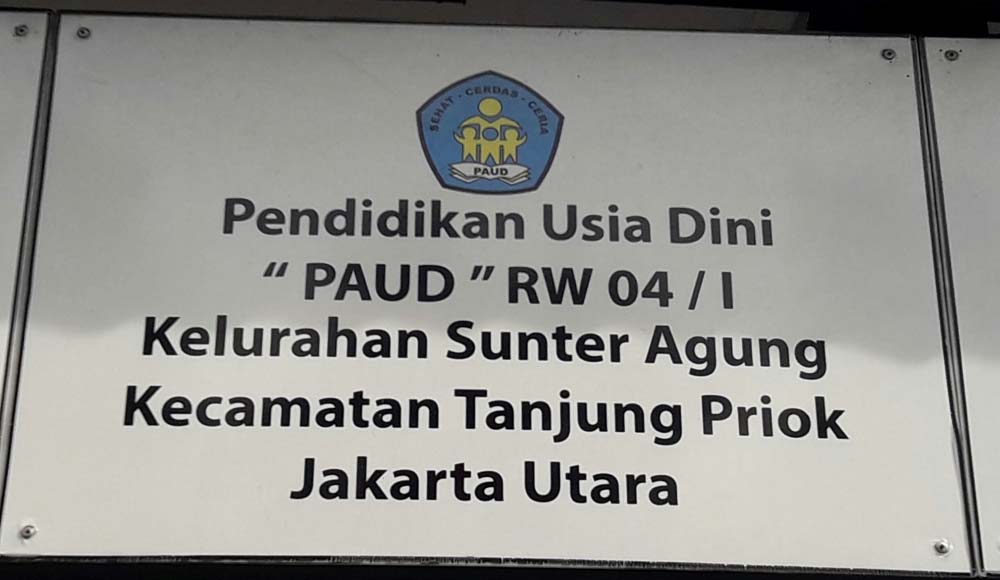 SEHAT - CERDAS - CERIA
PAUD
Pendidikan Usia Dini
“ PAUD ” RW 04 / I
Kelurahan Sunter Agung
Kecamatan Tanjung Priok
Jakarta Utara